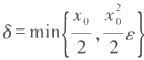 δ = min{ x₀/2 , x₀²/2 ε }